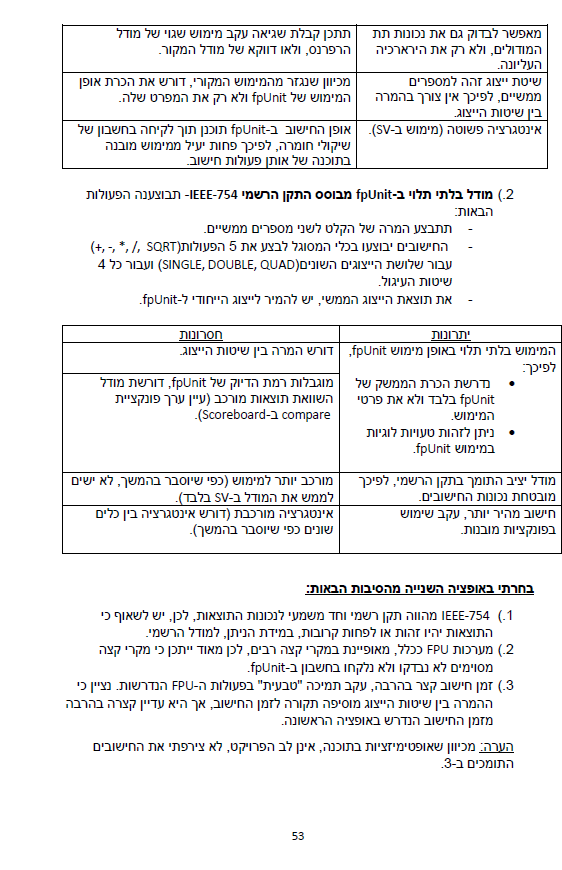 מאפשר לבדוק גם את נכונות תת
המודולים, ולא רק את היררכיה
העליונה.
תתכן קבלת שגיאה עקב מימוש שגוי של מודל
הרפרנס, ולאו דווקא של מודל המקור.
שיטת ייצוג זהה למספרים
ממשיים, לפיכך אין צורך בהמרה
בין שיטות הייצוג.
מכיוון שנגזר מהמימוש המקורי, דורש את הכרת אופן
המימוש של fpUnit ולא רק את המפרט שלה.
אינטגרציה פשוטה (מימוש ב-SV).
אופן החישוב ב-fpUnit תוכנן תוך לקיחה בחשבון של
שיקולי חומרה, לפיכך פחות יעיל ממימוש מובנה
בתוכנה של אותן פעולות חישוב.
2.) מודל בלתי תלוי ב-fpUnit מבוסס התקן הרשמי IEEE-754- תבוצענה הפעולות
הבאות:
- תתבצע המרה של הקלט לשני מספרים ממשיים.
- החישובים יבוצעו בכלי המסוגל לבצע את 5 הפעולות(+, -, *, /, SQRT)
עבור שלושת הייצוגים השונים(SINGLE, DOUBLE, QUAD) ועבור כל 4
שיטות העיגול.
- את תוצאת הייצוג הממשי, יש להמיר לייצוג הייחודי ל-fpUnit.
יתרונות
חסרונות
המימוש בלתי תלוי באופן מימוש fpUnit,
לפיכך:
• נדרשת הכרת הממשק של
fpUnit בלבד ולא את פרטי
המימוש.
• ניתן לזהות טעויות לוגיות
במימוש fpUnit.
דורש המרה בין שיטות הייצוג.
מוגבלות רמת הדיוק של fpUnit, דורשת מודל
השוואת תוצאות מורכב (עיין ערך פונקציית
compare ב-Scoreboard).
מודל יציב התומך בתקן הרשמי, לפיכך
מובטחת נכונות החישובים.
מורכב יותר למימוש (כפי שיוסבר בהמשך, לא ישים
לממש את המודל ב-SV בלבד).
חישוב מהיר יותר, עקב שימוש
בפונקציות מובנות.
אינטגרציה מורכבת (דורש אינטגרציה בין כלים
שונים כפי שיוסבר בהמשך).
בחרתי באופציה השנייה מהסיבות הבאות:
1.) IEEE-754 מהווה תקן רשמי וחד משמעי לנכונות התוצאות, לכן, יש לשאוף כי
התוצאות יהיו זהות או לפחות קרובות, במידת הניתן, למודל הרשמי.
2.) מערכות FPU ככלל, מאופיינת במקרי קצה רבים, לכן מאוד ייתכן כי מקרי קצה
מסוימים לא נבדקו ולא נלקחו בחשבון ב-fpUnit.
3.) זמן חישוב קצר בהרבה, עקב תמיכה "טבעית" בפעולות ה-FPU הנדרשות. נציין כי
ההמרה בין שיטות הייצוג מוסיפה תקורה לזמן החישוב, אך היא עדיין קצרה בהרבה
מזמן החישוב הנדרש באופציה הראשונה.
הערה: מכיוון שאופטימיזציות בתוכנה, אינן לב הפרויקט, לא צירפתי את החישובים
התומכים ב-3.
53